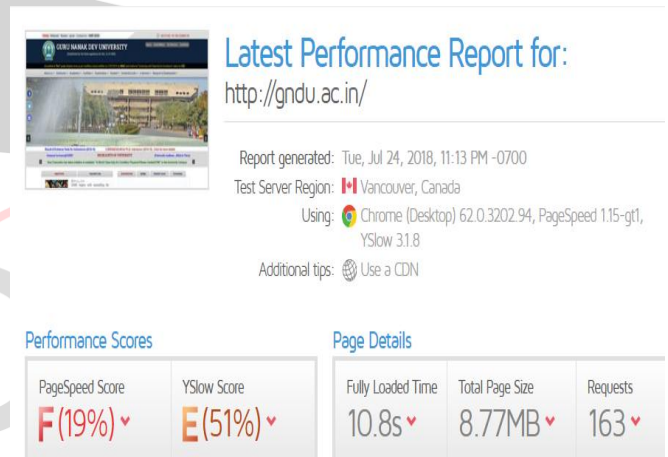 GURU NANAK DEV UNIVERSITY
Latest Performance Report for:
http://gndu.ac.in/
Report generated: Tue, Jul 24, 2018, 11:13 PM -0700
Test Server Region: Vancouver, Canada
Using: Chrome (Desktop) 62.0.3202.94, PageSpeed 1.15-gt1,
YSlow 3.1.8
Additional tips: Use a CDN
Performance Scores
Page Details
PageSpeed Score
YSlow Score
Fully Loaded Time
Total Page Size
Requests
F (19%)
E (51%)
10.8s
8.77MB
163